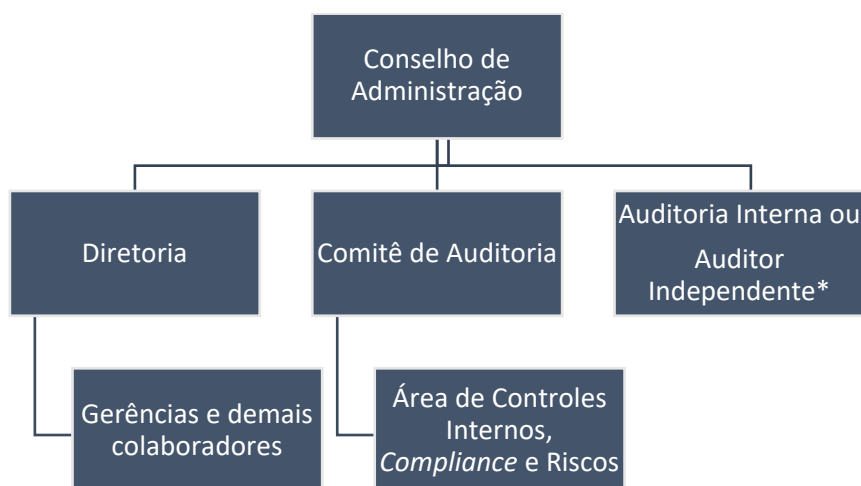 Conselho de
Administração
Diretoria
Comitê de Auditoria
Auditoria Interna ou
Auditor
Independente*
Gerências e demais
colaboradores
Área de Controles
Internos,
Compliance e Riscos